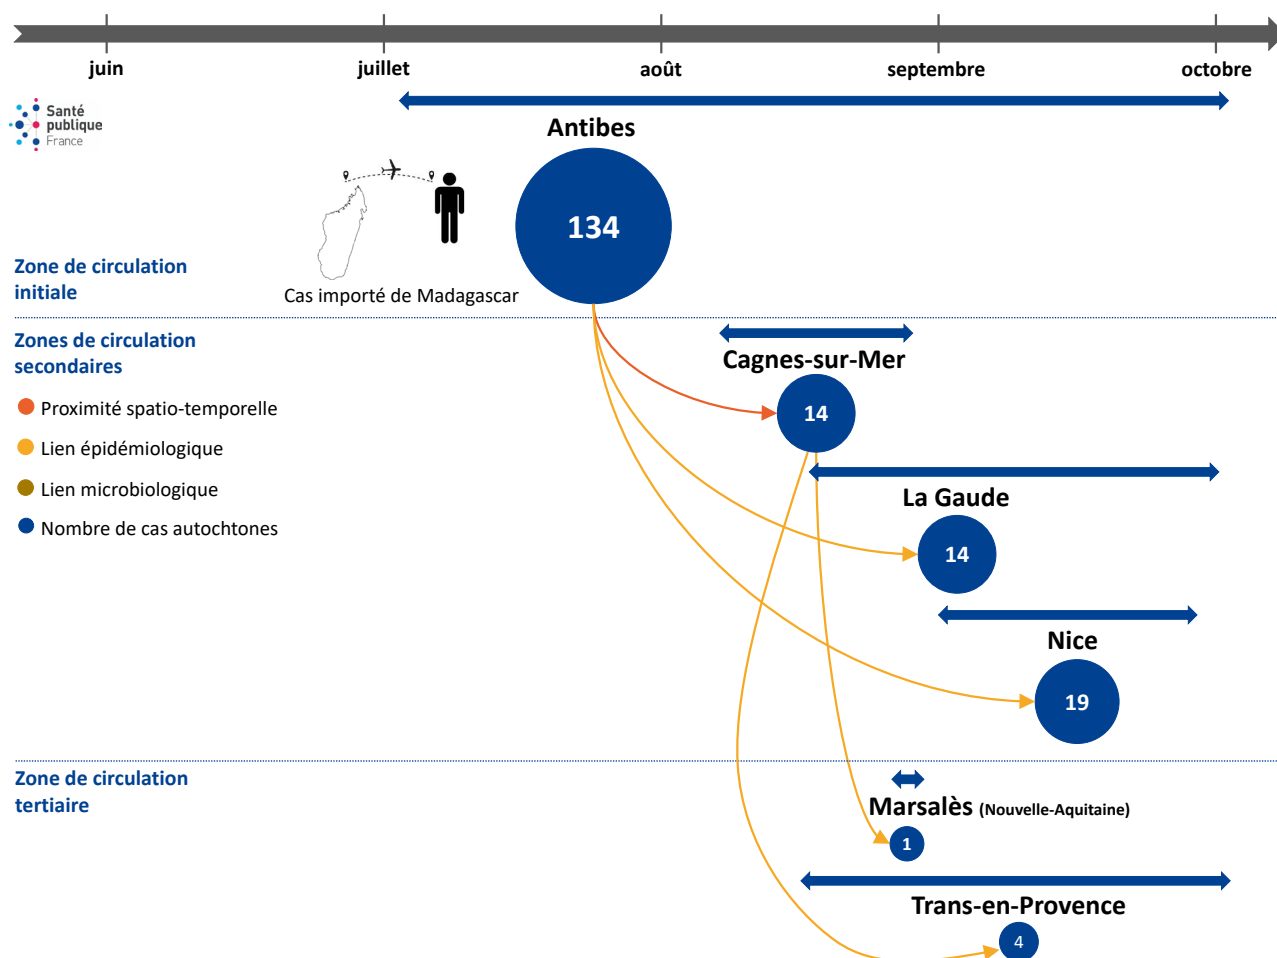 juin
juillet
août
septembre
octobre
Santé
publique
France
Antibes
134
Cas importé de Madagascar
Zone de circulation
initiale
Zones de circulation
secondaires
Proximité spatio-temporelle
Lien épidémiologique
Lien microbiologique
Nombre de cas autochtones
Cagnes-sur-Mer
14
La Gaude
14
Nice
19
Zone de circulation
tertiaire
Marsalès (Nouvelle-Aquitaine)
1
Trans-en-Provence
4